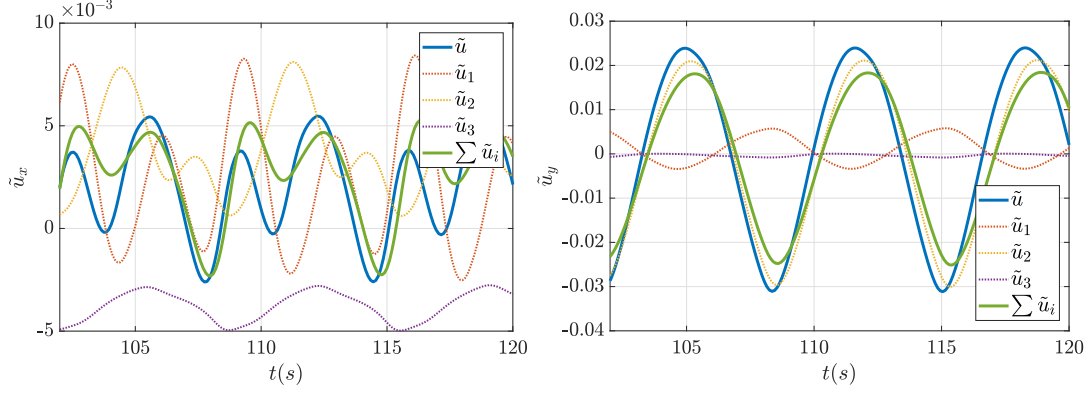 ×10⁻³
10
5
0
-5
105
110
115
120
t(s)
ũₓ
ũ
ũ₁
ũ₂
ũ₃
∑ ũᵢ
0.03
0.02
0.01
0
-0.01
-0.02
-0.03
-0.04
105
110
115
120
t(s)
ũ_y
ũ
ũ₁
ũ₂
ũ₃
∑ ũᵢ